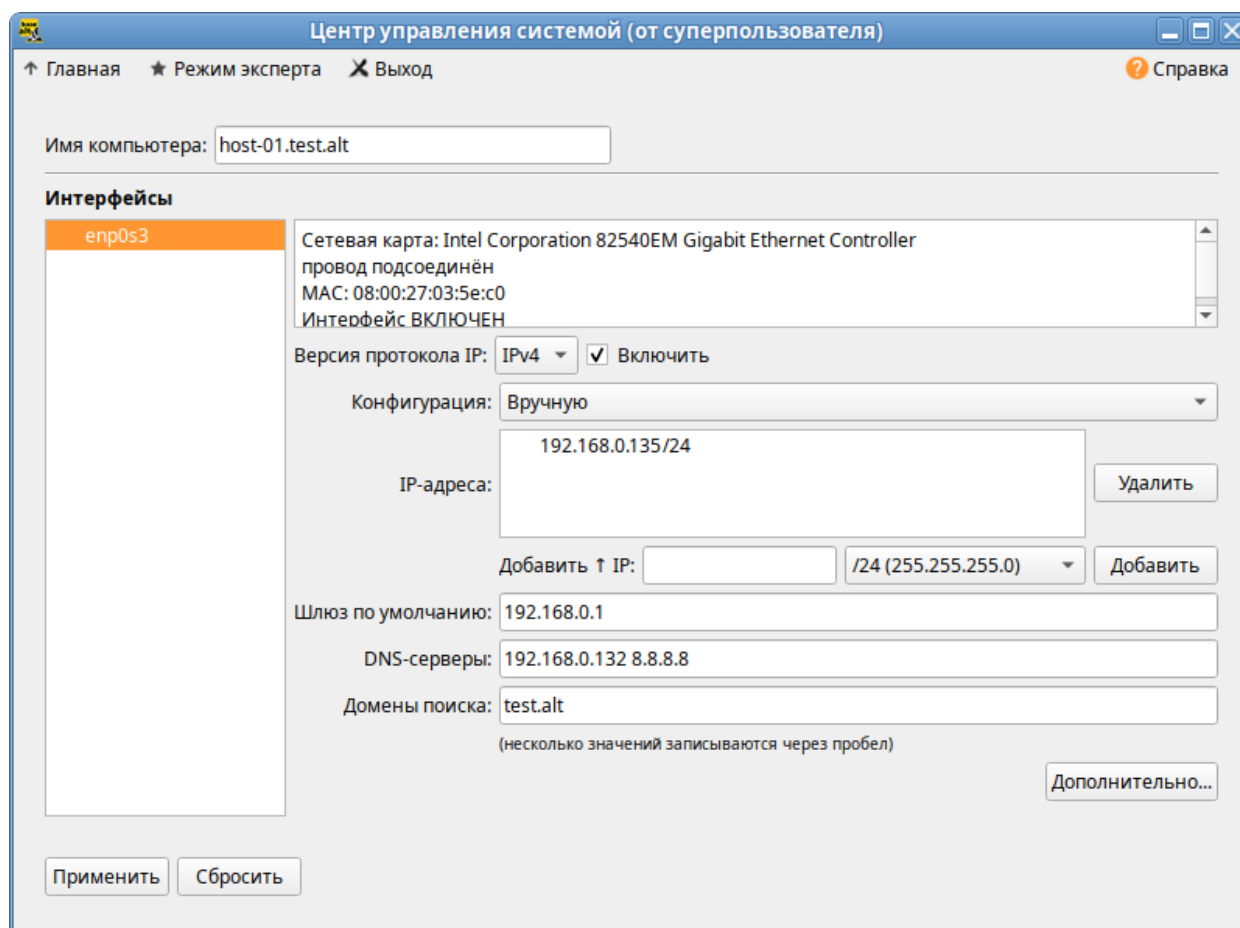 Центр управления системой (от суперпользователя)
Главная Режим эксперта Выход Справка
Имя компьютера: host-01.test.alt
Интерфейсы
enp0s3
Сетевая карта: Intel Corporation 82540EM Gigabit Ethernet Controller
провод подсоединён
MAC: 08:00:27:03:5e:c0
Интерфейс ВКЛЮЧЕН
Версия протокола IP: IPv4 Включить
Конфигурация: Вручную
192.168.0.135/24
IP-адреса: Удалить
Добавить ↑ IP: /24 (255.255.255.0) Добавить
Шлюз по умолчанию: 192.168.0.1
DNS-серверы: 192.168.0.132 8.8.8.8
Домены поиска: test.alt
(несколько значений записываются через пробел)
Дополнительно...
Применить Сбросить